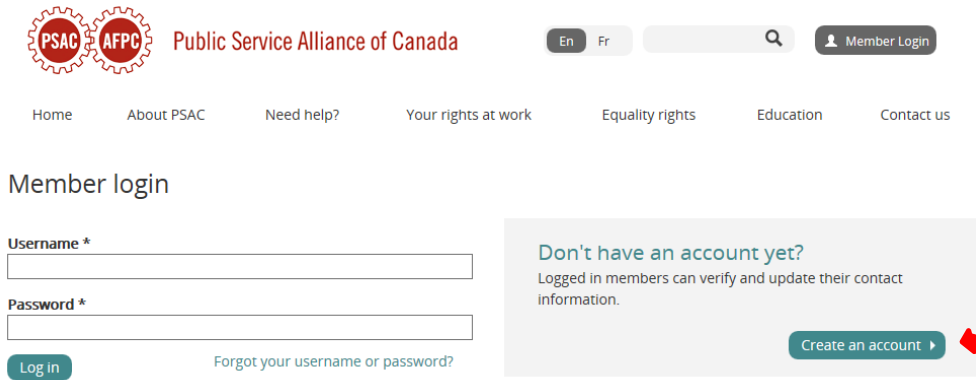 PSAC AFPC Public Service Alliance of Canada En Fr Member Login
Home About PSAC Need help? Your rights at work Equality rights Education Contact us
Member login
Username *
Password *
Log in Forgot your username or password?
Don't have an account yet?
Logged in members can verify and update their contact
information.
Create an account